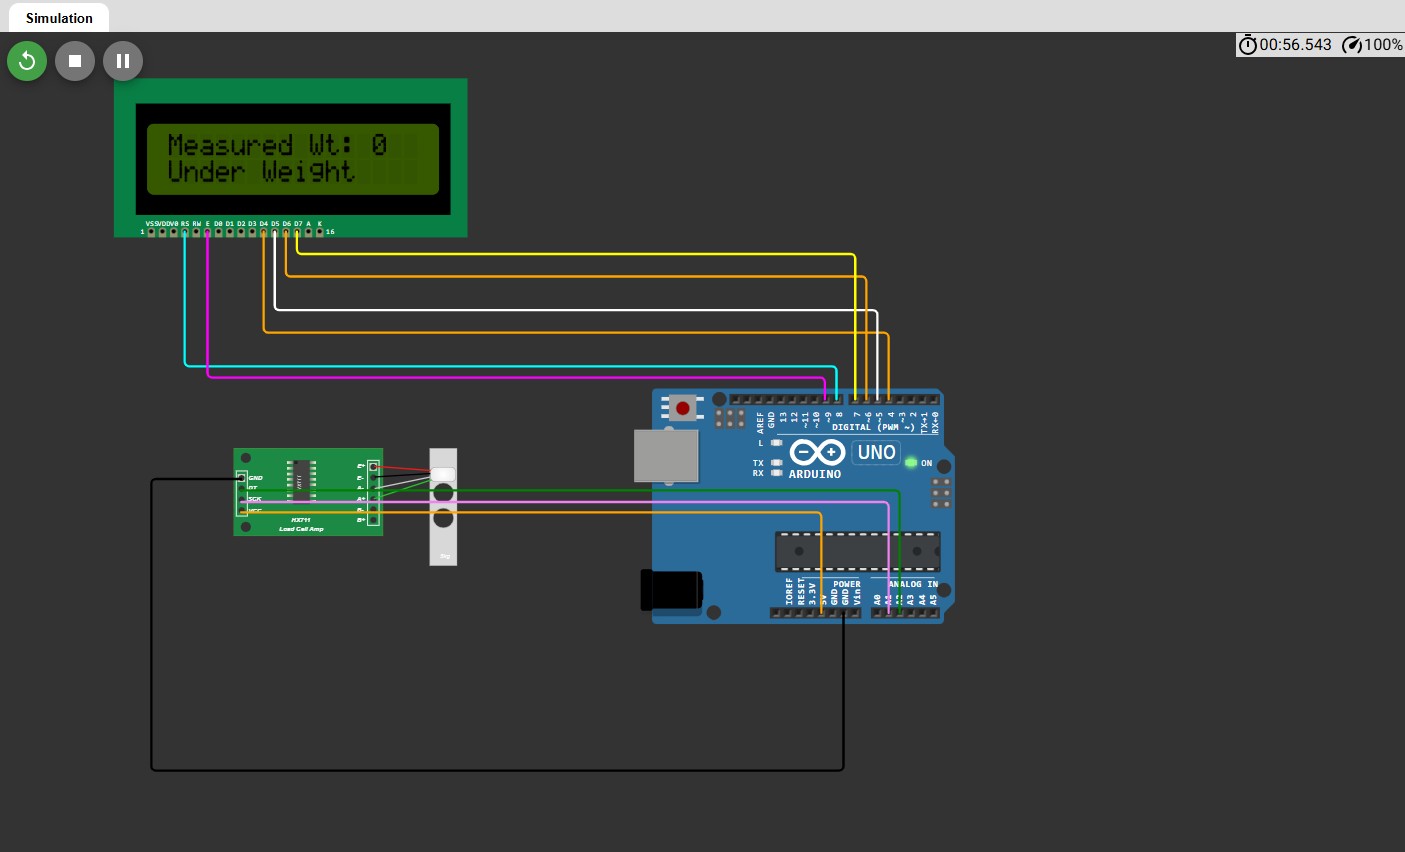 Simulation
00:56.543 100%
Measured Wt: 0
Under Weight
VSS VDD V0 RS RW E D0 D1 D2 D3 D4 D5 D6 D7 A K
1 16
AREF GND 13 12 ~11 ~10 ~9 8 7 ~6 ~5 4 ~3 2 TX→1 RX←0
DIGITAL (PWM ~)
L
UNO
TX
RX
ON
ARDUINO
GND
DT
SCK
VCC
E+
E-
A-
A+
B-
B+
HX711
Load Cell Amp
5kg
IOREF RESET 3.3V 5V GND GND Vin
POWER
ANALOG IN
A0 A1 A2 A3 A4 A5